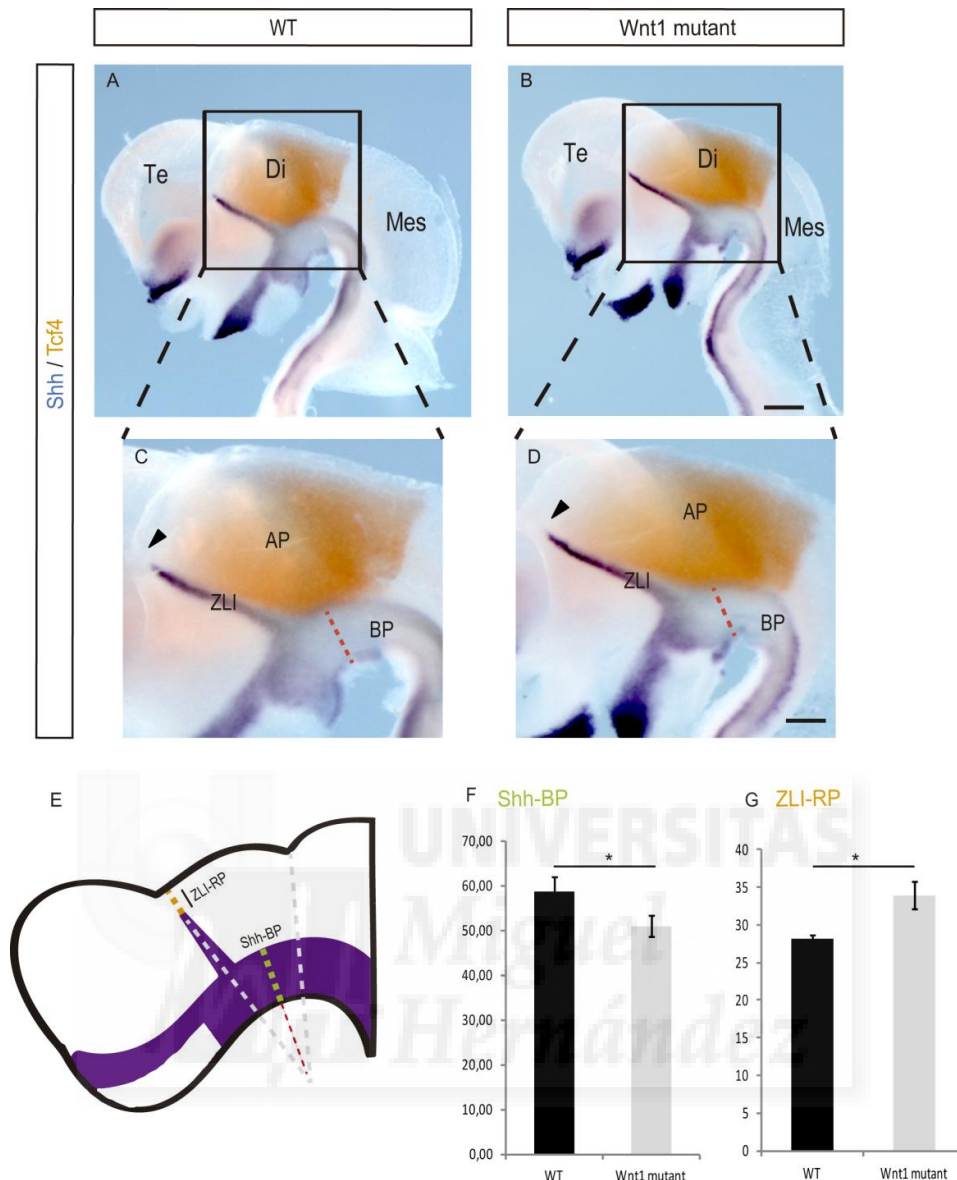 WT
Wnt1 mutant
Shh / Tcf4
A
Te
Di
Mes
B
Te
Di
Mes
C
AP
ZLI
BP
D
AP
ZLI
BP
E
ZLI-RP
Shh-BP
F Shh-BP
70,00
60,00
50,00
40,00
30,00
20,00
10,00
0,00
*
WT
Wnt1 mutant
G ZLI-RP
40
35
30
25
20
15
10
5
0
*
WT
Wnt1 mutant
UNIVERSITAS
Miguel
Hernández